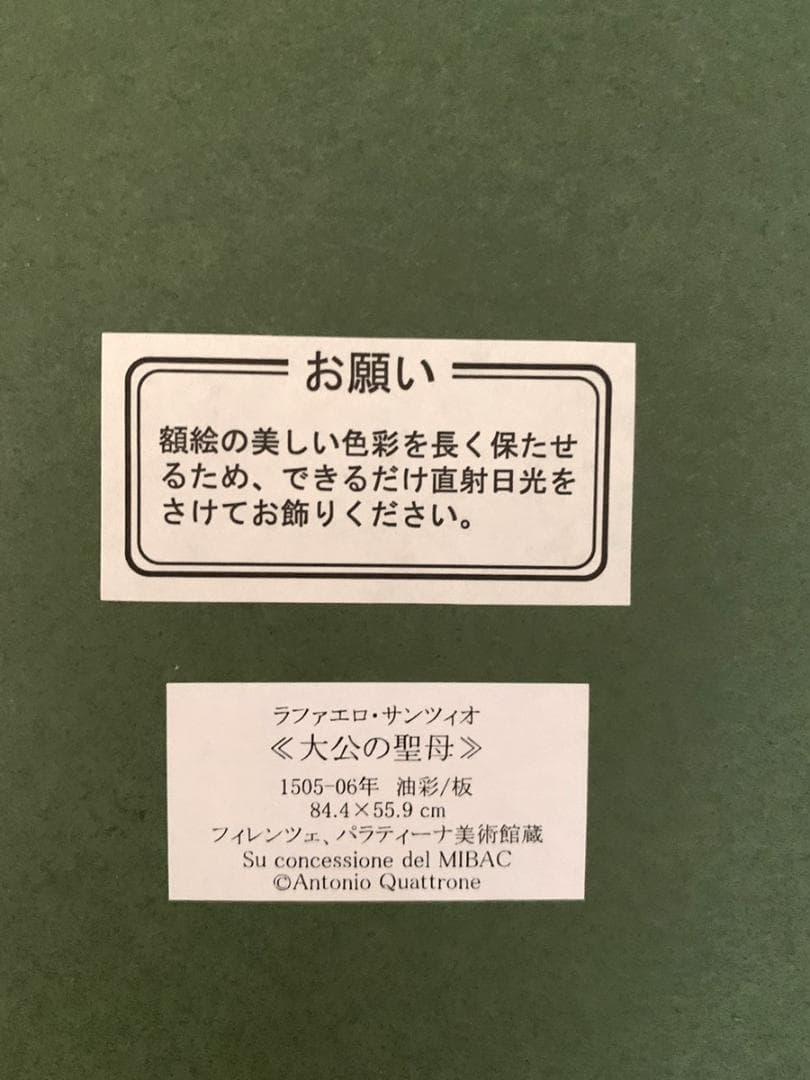 お願い
額絵の美しい色彩を長く保たせ
るため、できるだけ直射日光を
さけてお飾りください。
ラファエロ・サンツィオ
≪大公の聖母≫
1505-06年 油彩/板
84.4×55.9 cm
フィレンツェ、パラティーナ美術館蔵
Su concessione del MIBAC
©Antonio Quattrone